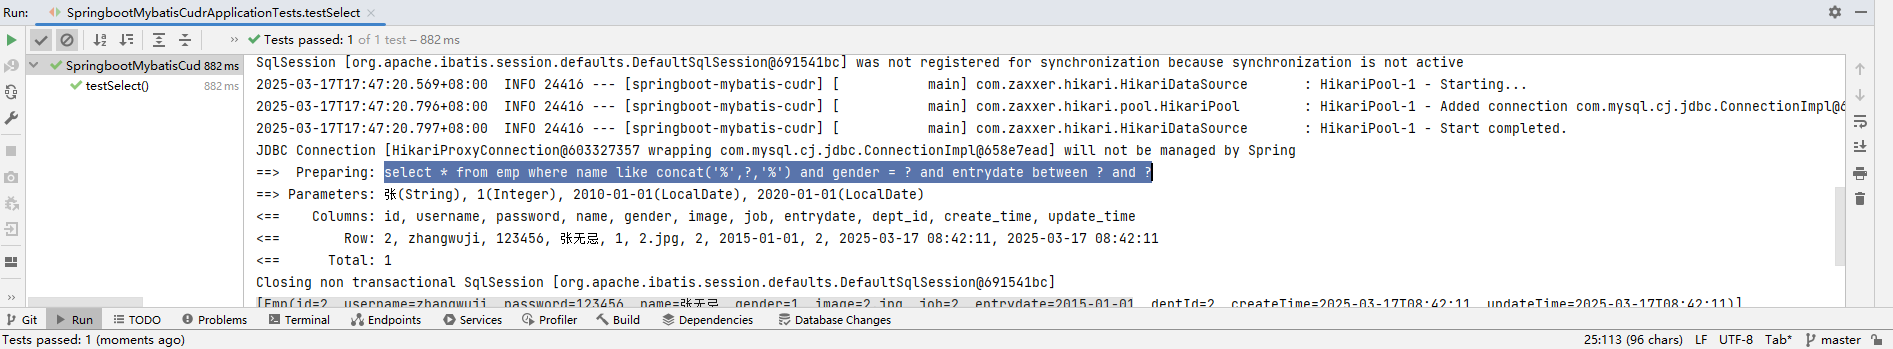 Run: SpringbootMybatisCudrApplicationTests.testSelect ×
Tests passed: 1 of 1 test – 882 ms
SpringbootMybatisCud 882 ms
testSelect() 882 ms
SqlSession [org.apache.ibatis.session.defaults.DefaultSqlSession@691541bc] was not registered for synchronization because synchronization is not active
2025-03-17T17:47:20.569+08:00  INFO 24416 --- [springboot-mybatis-cudr] [           main] com.zaxxer.hikari.HikariDataSource       : HikariPool-1 - Starting...
2025-03-17T17:47:20.796+08:00  INFO 24416 --- [springboot-mybatis-cudr] [           main] com.zaxxer.hikari.pool.HikariPool        : HikariPool-1 - Added connection com.mysql.cj.jdbc.ConnectionImpl@6
2025-03-17T17:47:20.797+08:00  INFO 24416 --- [springboot-mybatis-cudr] [           main] com.zaxxer.hikari.HikariDataSource       : HikariPool-1 - Start completed.
JDBC Connection [HikariProxyConnection@603327357 wrapping com.mysql.cj.jdbc.ConnectionImpl@658e7ead] will not be managed by Spring
==>  Preparing: select * from emp where name like concat('%',?,'%') and gender = ? and entrydate between ? and ?
==> Parameters: 张(String), 1(Integer), 2010-01-01(LocalDate), 2020-01-01(LocalDate)
<==    Columns: id, username, password, name, gender, image, job, entrydate, dept_id, create_time, update_time
<==        Row: 2, zhangwuji, 123456, 张无忌, 1, 2.jpg, 2, 2015-01-01, 2, 2025-03-17 08:42:11, 2025-03-17 08:42:11
<==      Total: 1
Closing non transactional SqlSession [org.apache.ibatis.session.defaults.DefaultSqlSession@691541bc]
[Emp(id=2, username=zhangwuji, password=123456, name=张无忌, gender=1, image=2.jpg, job=2, entrydate=2015-01-01, deptId=2, createTime=2025-03-17T08:42:11, updateTime=2025-03-17T08:42:11)]
Git Run TODO Problems Terminal Endpoints Services Profiler Build Dependencies Database Changes
Tests passed: 1 (moments ago) 25:113 (96 chars) LF UTF-8 Tab* master